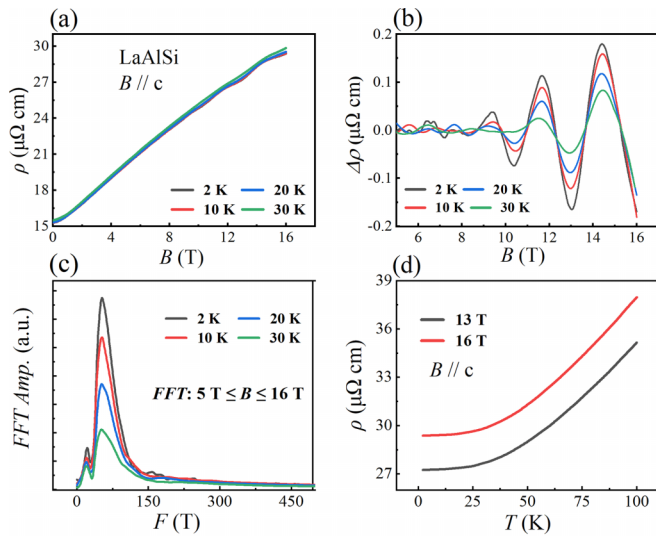 (a)
LaAlSi
B // c
2 K 20 K
10 K 30 K
ρ (μΩ cm)
30
27
24
21
18
15
0 4 8 12 16
B (T)
(b)
2 K 20 K
10 K 30 K
Δρ (μΩ cm)
0.2
0.1
0.0
-0.1
-0.2
6 8 10 12 14 16
B (T)
(c)
2 K 20 K
10 K 30 K
FFT: 5 T ≤ B ≤ 16 T
FFT Amp. (a.u.)
0 150 300 450
F (T)
(d)
13 T
16 T
B // c
ρ (μΩ cm)
39
36
33
30
27
0 25 50 75 100
T (K)